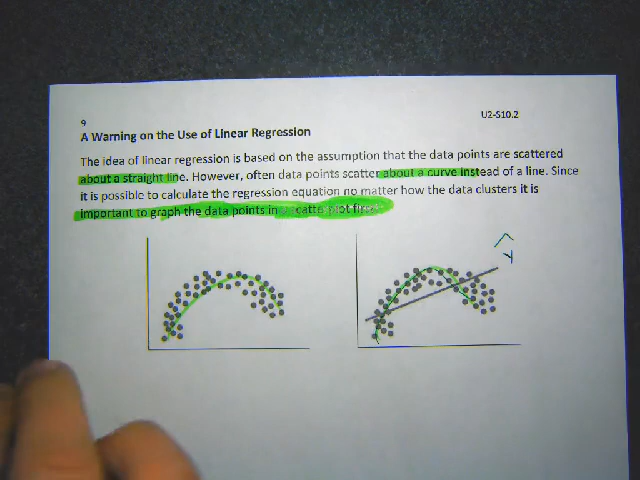 9
U2-S10.2
A Warning on the Use of Linear Regression
The idea of linear regression is based on the assumption that the data points are scattered
about a straight line. However, often data points scatter about a curve instead of a line. Since
it is possible to calculate the regression equation no matter how the data clusters it is
important to graph the data points in plot first
ŷ